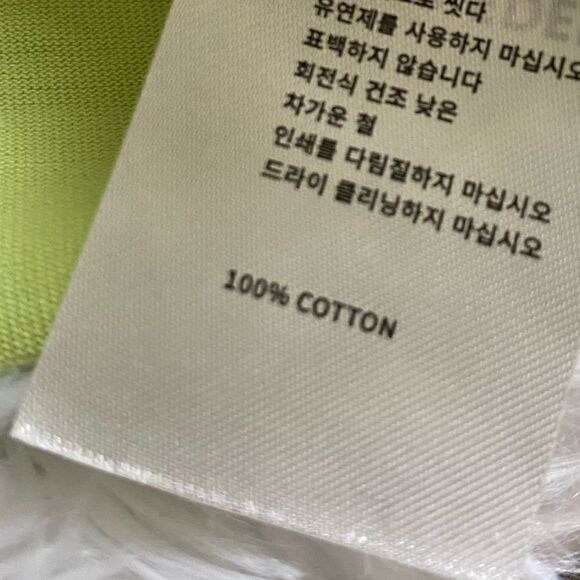 로 씻다
유연제를 사용하지 마십시오
표백하지 않습니다
회전식 건조 낮은
차가운 철
인쇄를 다림질하지 마십시오
드라이 클리닝하지 마십시오
100% COTTON